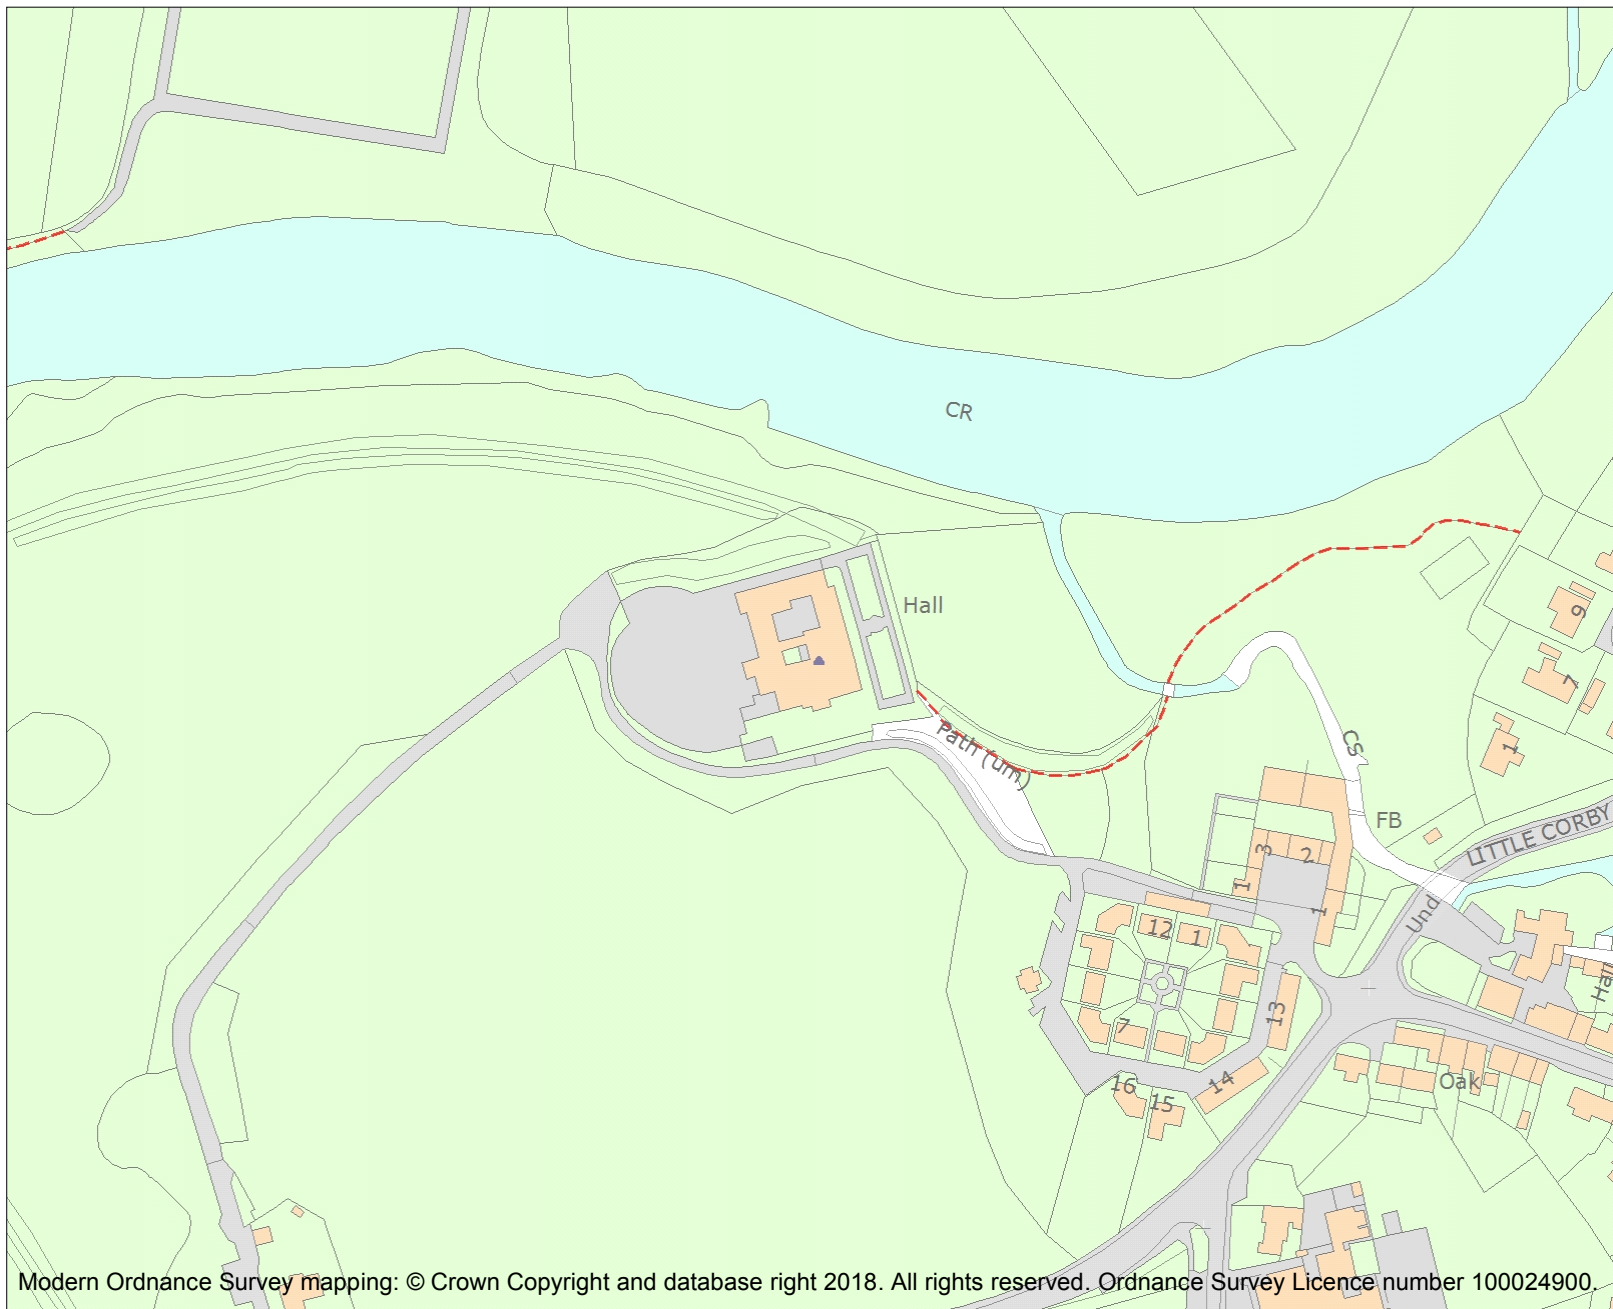 CR
Hall
9
7
Path (um)
CS
1
FB
LITTLE CORBY
3
2
1
1
Und
12
1
Hall
13
7
Oak
14
16
15
Modern Ordnance Survey mapping: © Crown Copyright and database right 2018. All rights reserved. Ordnance Survey Licence number 100024900.